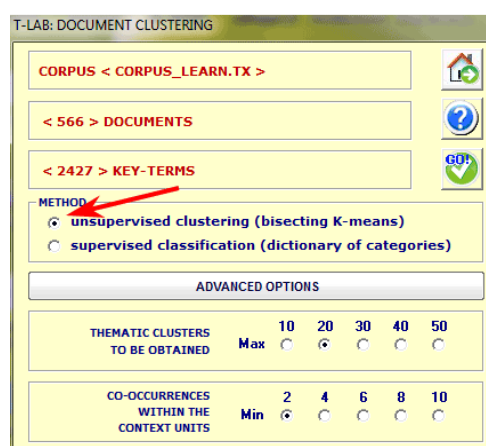 T-LAB: DOCUMENT CLUSTERING
CORPUS < CORPUS_LEARN.TX >
< 566 > DOCUMENTS
< 2427 > KEY-TERMS
GO!
METHOD
unsupervised clustering (bisecting K-means)
supervised classification (dictionary of categories)
ADVANCED OPTIONS
10 20 30 40 50
THEMATIC CLUSTERS
TO BE OBTAINED
Max
2 4 6 8 10
CO-OCCURRENCES
WITHIN THE
CONTEXT UNITS
Min